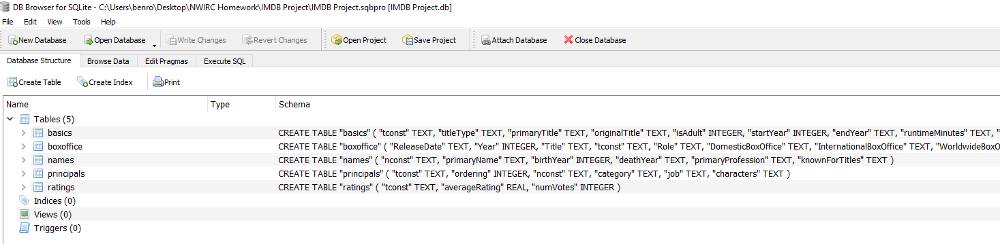 DB Browser for SQLite - C:\Users\benro\Desktop\NWIRC Homework\IMDB Project\IMDB Project.sqbpro [IMDB Project.db]
File Edit View Tools Help
New Database Open Database Write Changes Revert Changes Open Project Save Project Attach Database Close Database
Database Structure Browse Data Edit Pragmas Execute SQL
Create Table Create Index Print
Name Type Schema
Tables (5)
basics CREATE TABLE "basics" ( "tconst" TEXT, "titleType" TEXT, "primaryTitle" TEXT, "originalTitle" TEXT, "isAdult" INTEGER, "startYear" INTEGER, "endYear" TEXT, "runtimeMinutes" TEXT, "
boxoffice CREATE TABLE "boxoffice" ( "ReleaseDate" TEXT, "Year" INTEGER, "Title" TEXT, "tconst" TEXT, "Role" TEXT, "DomesticBoxOffice" TEXT, "InternationalBoxOffice" TEXT, "WorldwideBoxO
names CREATE TABLE "names" ( "nconst" TEXT, "primaryName" TEXT, "birthYear" INTEGER, "deathYear" TEXT, "primaryProfession" TEXT, "knownForTitles" TEXT )
principals CREATE TABLE "principals" ( "tconst" TEXT, "ordering" INTEGER, "nconst" TEXT, "category" TEXT, "job" TEXT, "characters" TEXT )
ratings CREATE TABLE "ratings" ( "tconst" TEXT, "averageRating" REAL, "numVotes" INTEGER )
Indices (0)
Views (0)
Triggers (0)